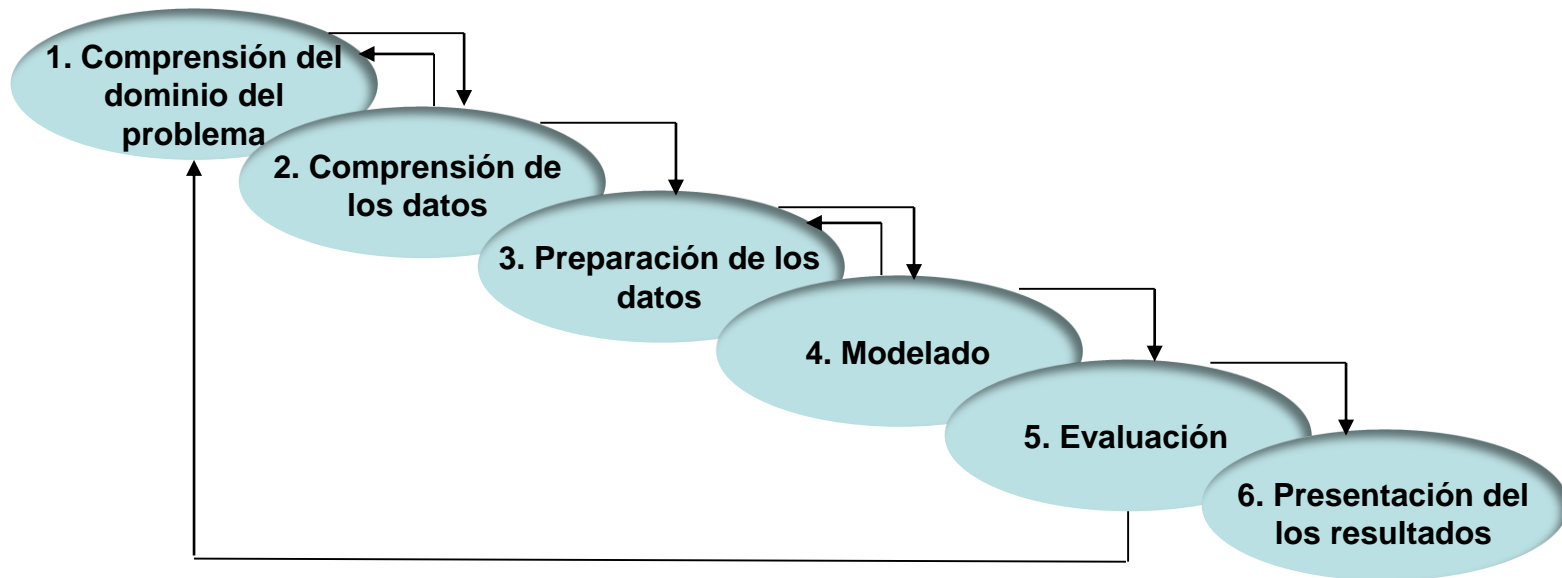 1. Comprensión del
dominio del
problema
2. Comprensión de
los datos
3. Preparación de los
datos
4. Modelado
5. Evaluación
6. Presentación del
los resultados